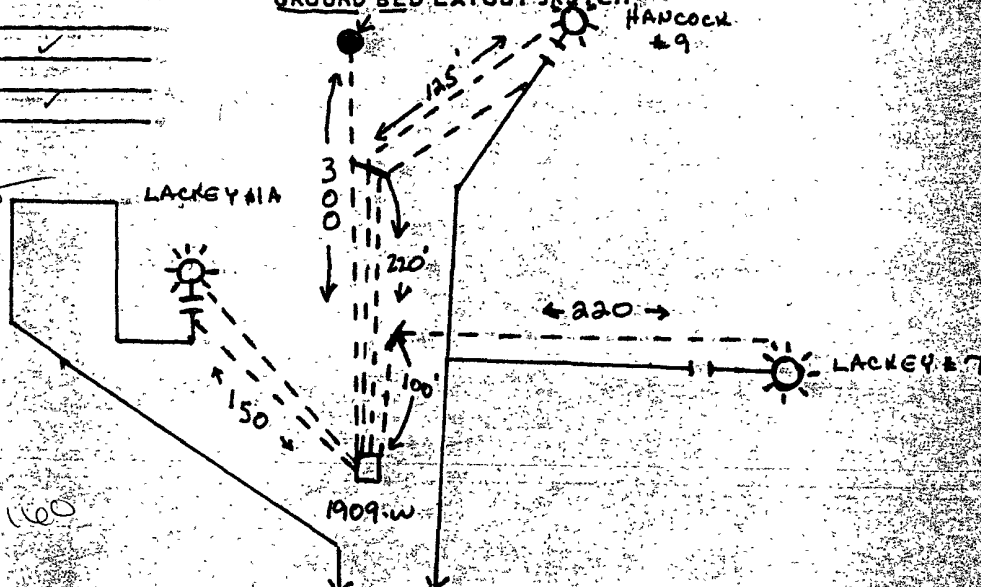 GROUND BED LAYOUT SKETCH
HANCOCK
#9
125'
300
LACKEY #1A
220'
220
LACKEY #7
100'
150
1909-W
160